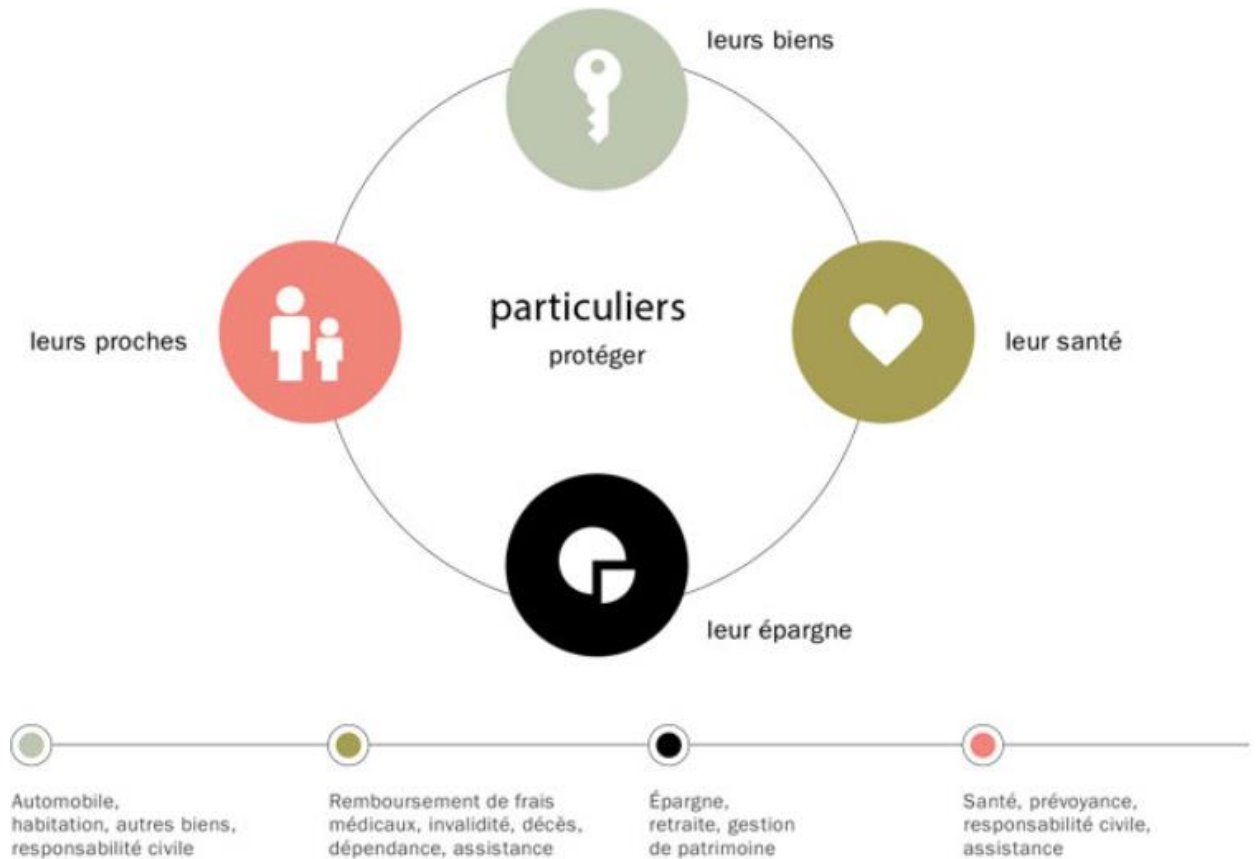 leurs biens
particuliers
protéger
leurs proches
leur santé
leur épargne
Automobile,
habitation, autres biens,
responsabilité civile
Remboursement de frais
médicaux, invalidité, décès,
dépendance, assistance
Épargne,
retraite, gestion
de patrimoine
Santé, prévoyance,
responsabilité civile,
assistance